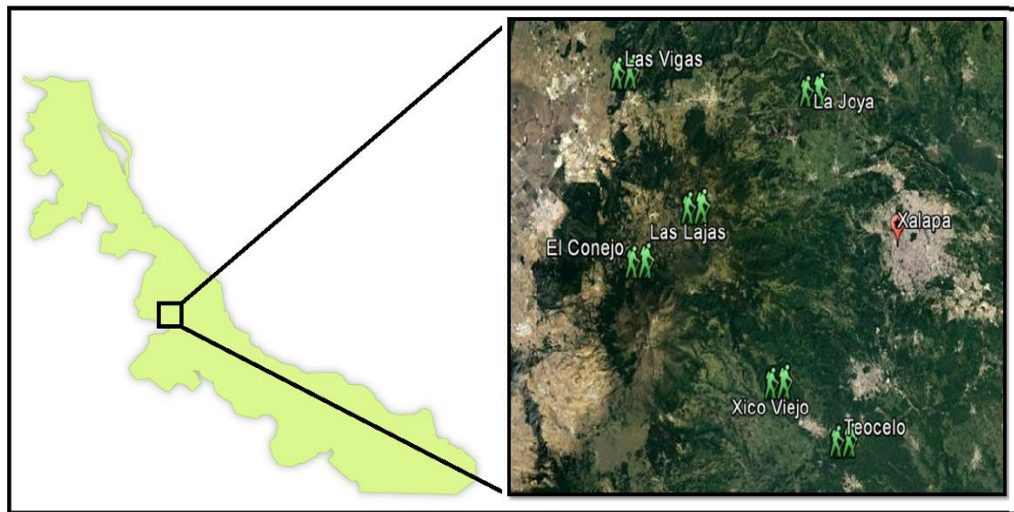 Las Vigas
La Joya
Xalapa
Las Lajas
El Conejo
Xico Viejo
Teocelo